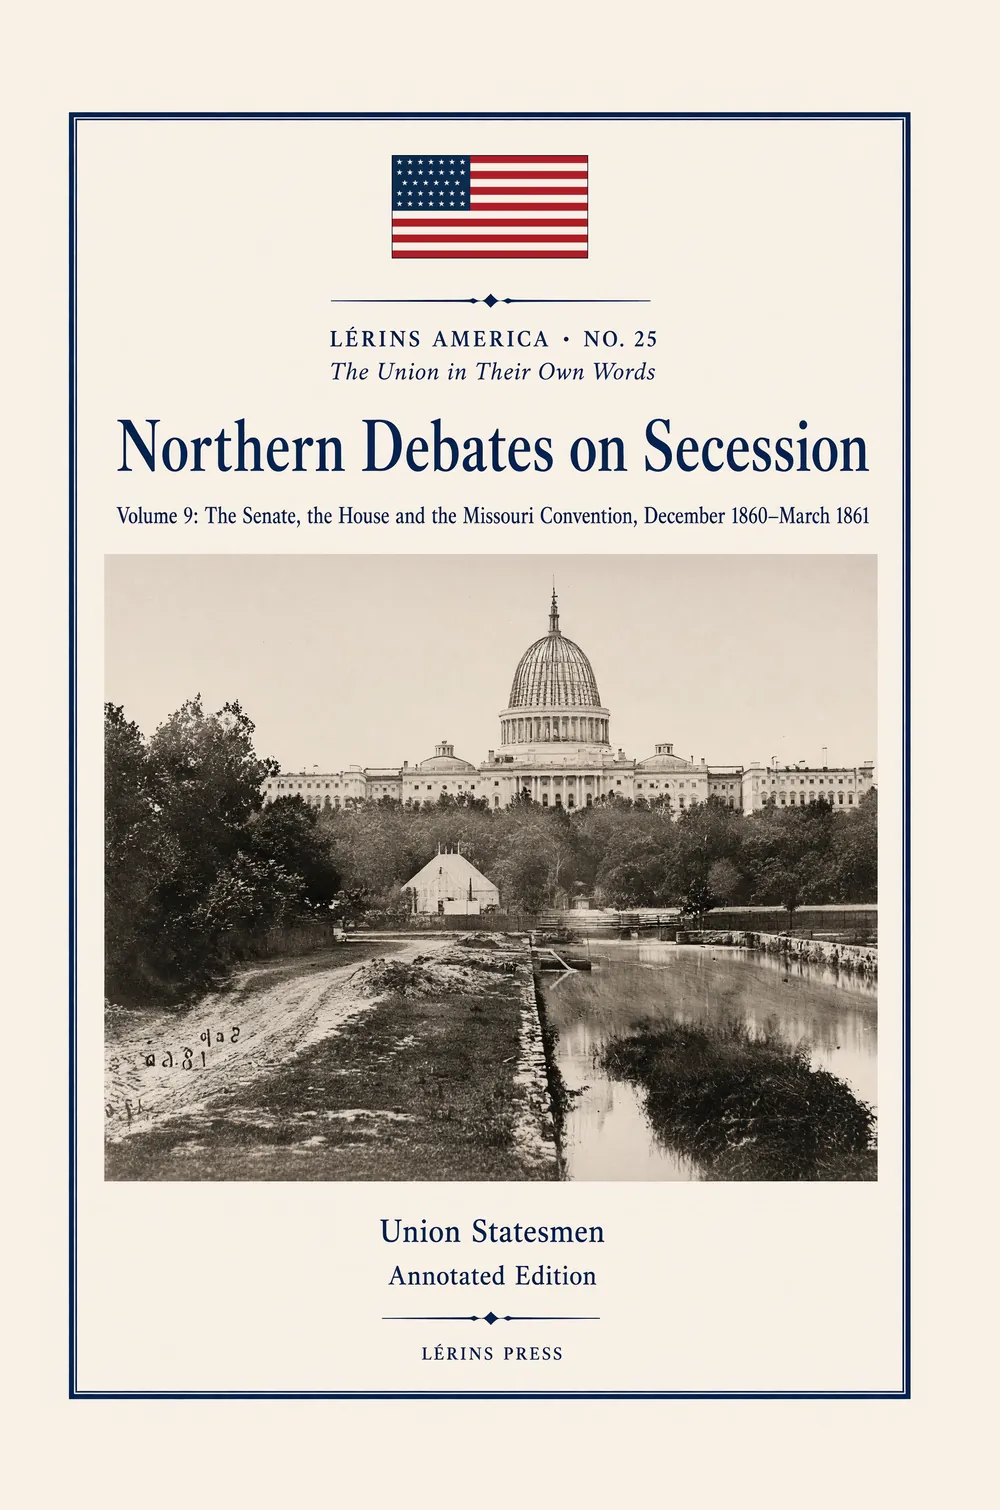 LÉRINS AMERICA • NO. 25
The Union in Their Own Words
Northern Debates on Secession
Volume 9: The Senate, the House and the Missouri Convention, December 1860–March 1861
Union Statesmen
Annotated Edition
LÉRINS PRESS